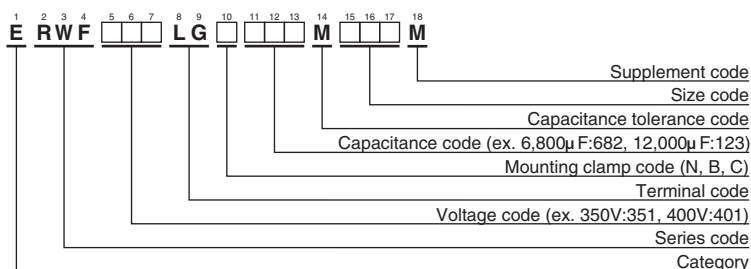 1 2 3 4 5 6 7 8 9 10 11 12 13 14 15 16 17 18
E RWF □□□ LG □ □□□ M □□□ M
Supplement code
Size code
Capacitance tolerance code
Capacitance code (ex. 6,800μF:682, 12,000μF:123)
Mounting clamp code (N, B, C)
Terminal code
Voltage code (ex. 350V:351, 400V:401)
Series code
Category